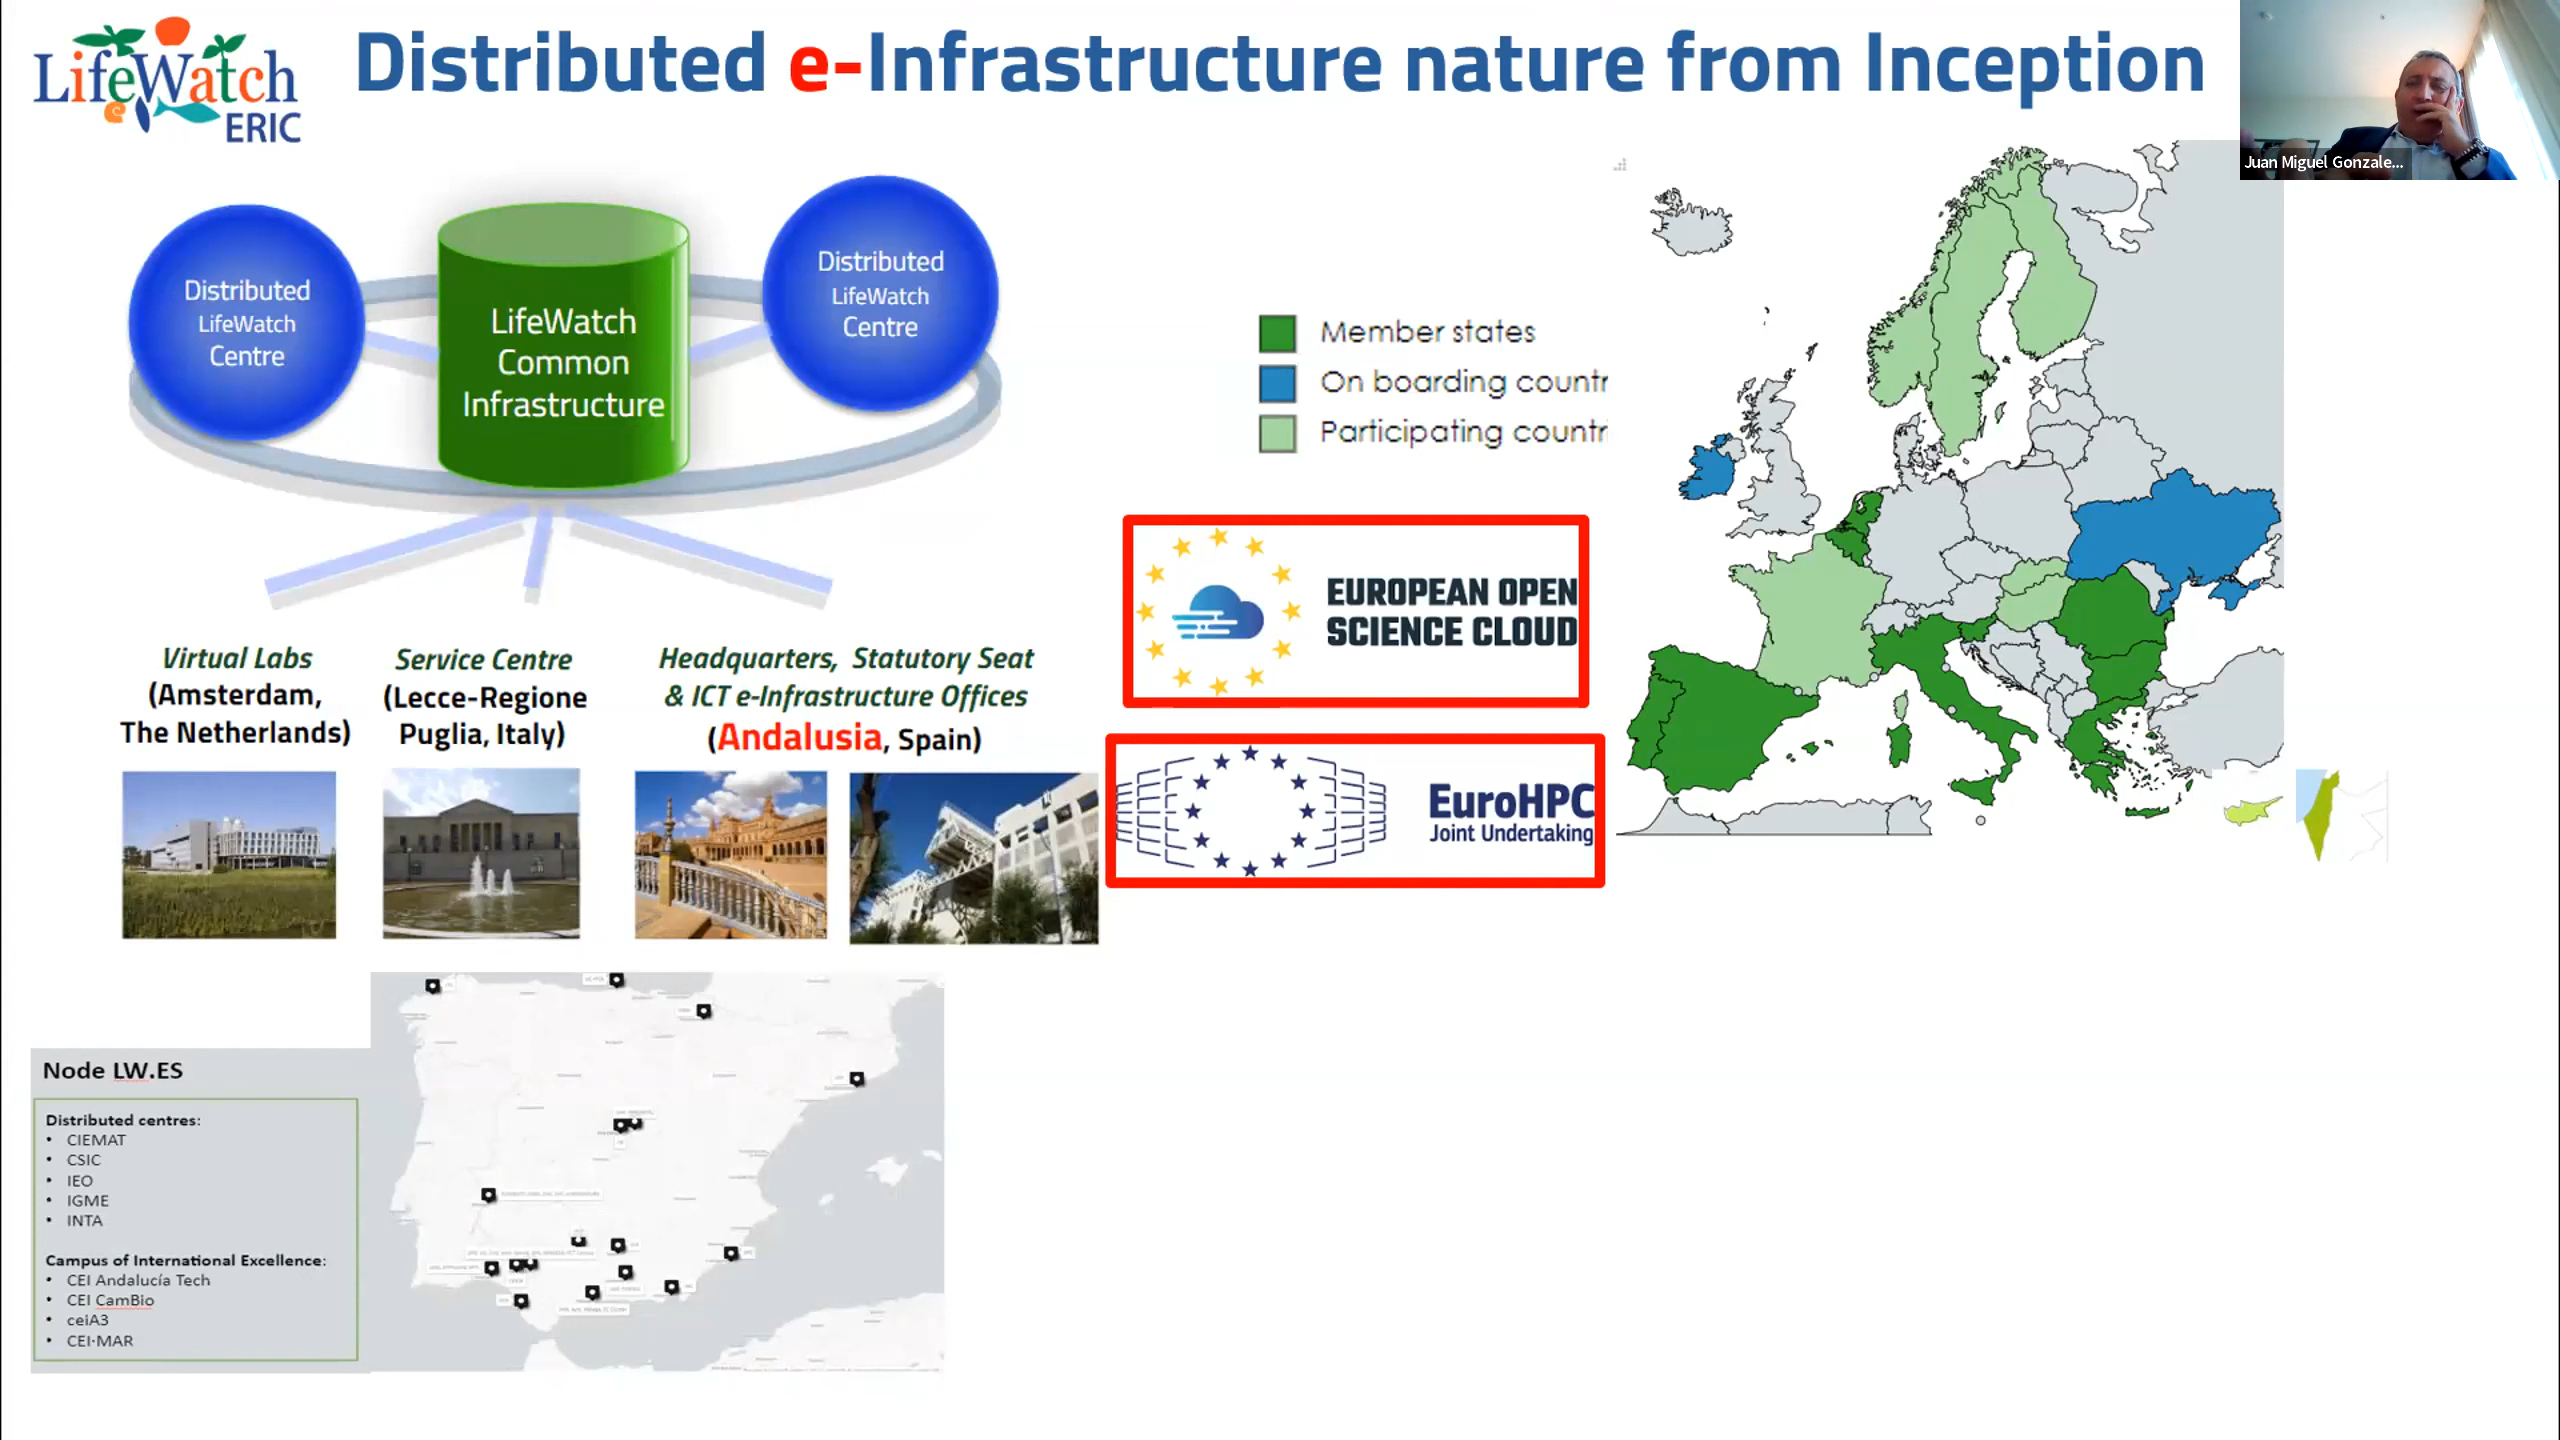 LifeWatch
ERIC
Distributed e-Infrastructure nature from Inception
Juan Miguel Gonzale...
Distributed
LifeWatch
Centre
LifeWatch
Common
Infrastructure
Distributed
LifeWatch
Centre
Member states
On boarding countr
Participating countr
EUROPEAN OPEN
SCIENCE CLOUD
EuroHPC
Joint Undertaking
Virtual Labs
(Amsterdam,
The Netherlands)
Service Centre
(Lecce-Regione
Puglia, Italy)
Headquarters, Statutory Seat
& ICT e-Infrastructure Offices
(Andalusia, Spain)
Node LW.ES
Distributed centres:
• CIEMAT
• CSIC
• IEO
• IGME
• INTA
Campus of International Excellence:
• CEI Andalucía Tech
• CEI CamBio
• ceiA3
• CEI·MAR